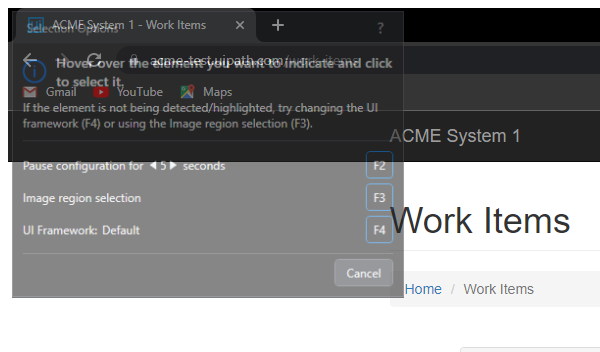 ACME System 1 - Work Items
Selection Options
?
acme-test.uipath.com/work-items
Hover over the element you want to indicate and click
to select it.
Gmail YouTube Maps
If the element is not being detected/highlighted, try changing the UI
framework (F4) or using the Image region selection (F3).
ACME System 1
Pause configuration for 5 seconds F2
Image region selection F3
Work Items
UI Framework: Default F4
Cancel
Home / Work Items